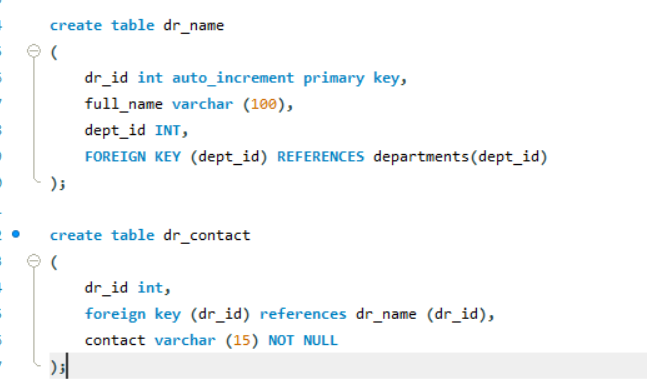 create table dr_name
(
dr_id int auto_increment primary key,
full_name varchar (100),
dept_id INT,
FOREIGN KEY (dept_id) REFERENCES departments(dept_id)
);
create table dr_contact
(
dr_id int,
foreign key (dr_id) references dr_name (dr_id),
contact varchar (15) NOT NULL
);